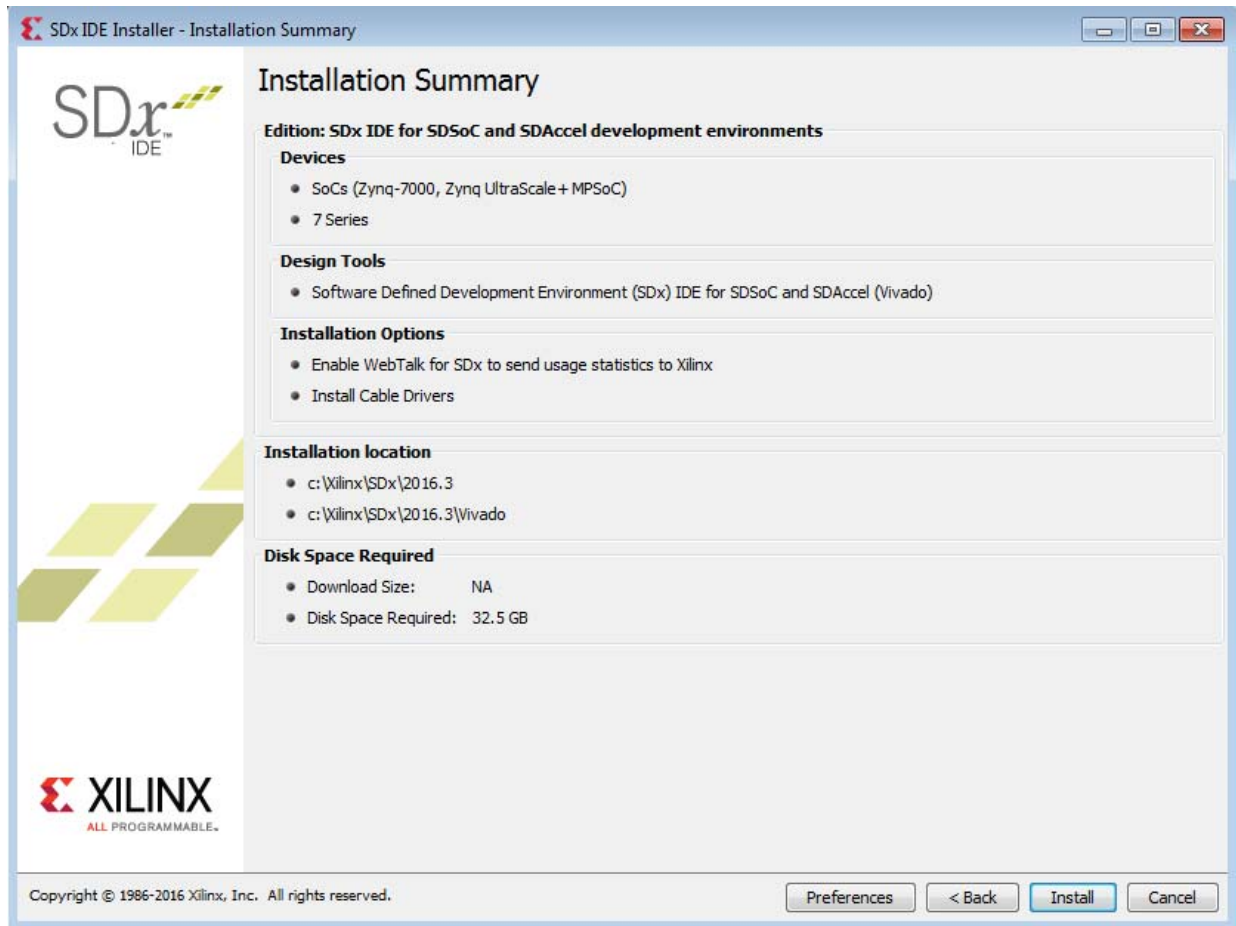 SDx IDE Installer - Installation Summary
SDx™
IDE
Installation Summary
Edition: SDx IDE for SDSoC and SDAccel development environments
Devices
SoCs (Zynq-7000, Zynq UltraScale+ MPSoC)
7 Series
Design Tools
Software Defined Development Environment (SDx) IDE for SDSoC and SDAccel (Vivado)
Installation Options
Enable WebTalk for SDx to send usage statistics to Xilinx
Install Cable Drivers
Installation location
c:\Xilinx\SDx\2016.3
c:\Xilinx\SDx\2016.3\Vivado
Disk Space Required
Download Size: NA
Disk Space Required: 32.5 GB
XILINX
ALL PROGRAMMABLE™
Copyright © 1986-2016 Xilinx, Inc. All rights reserved.
Preferences < Back Install Cancel